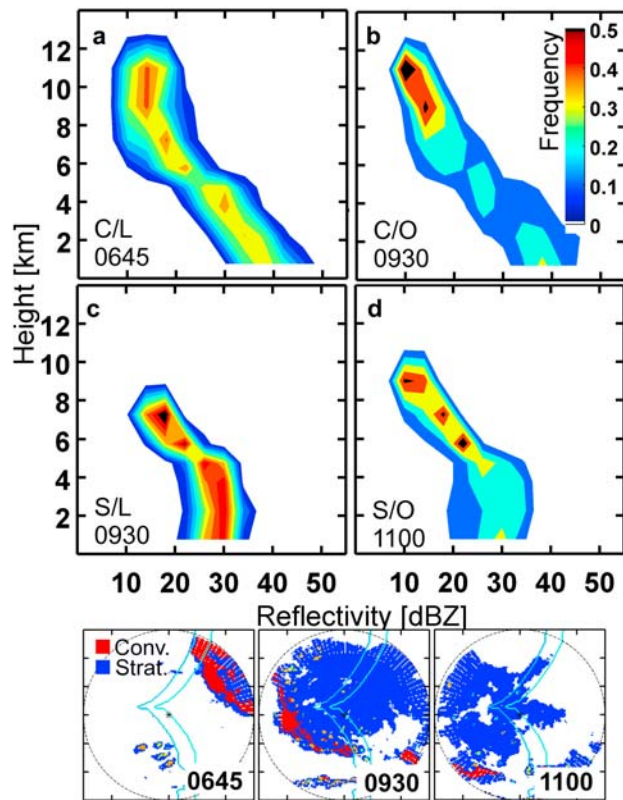 a
b
0.5
0.4
0.3
0.2
0.1
0
Frequency
12
10
8
6
4
2
C/L
0645
C/O
0930
Height [km]
c
d
12
10
8
6
4
2
S/L
0930
S/O
1100
10 20 30 40 50 10 20 30 40 50
Reflectivity [dBZ]
Conv.
Strat.
0645
0930
1100